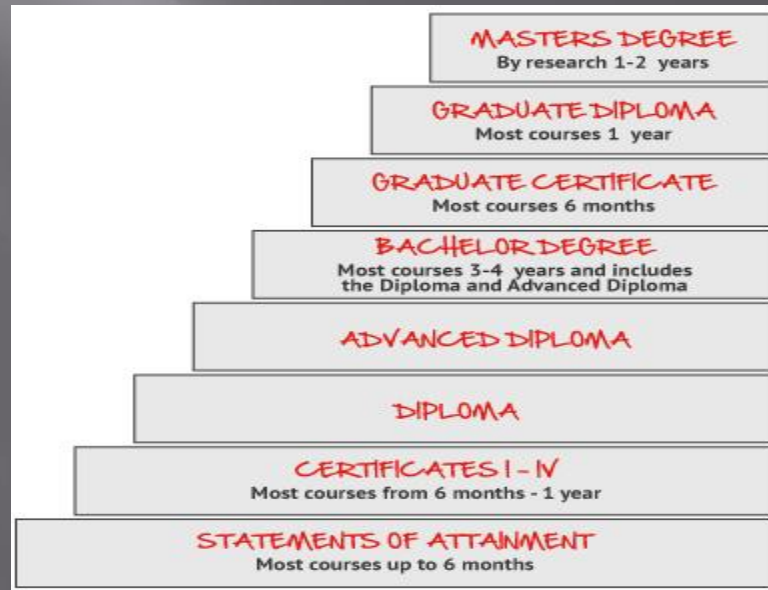 MASTERS DEGREE
By research 1-2 years
GRADUATE DIPLOMA
Most courses 1 year
GRADUATE CERTIFICATE
Most courses 6 months
BACHELOR DEGREE
Most courses 3-4 years and includes
the Diploma and Advanced Diploma
ADVANCED DIPLOMA
DIPLOMA
CERTIFICATES I - IV
Most courses from 6 months - 1 year
STATEMENTS OF ATTAINMENT
Most courses up to 6 months